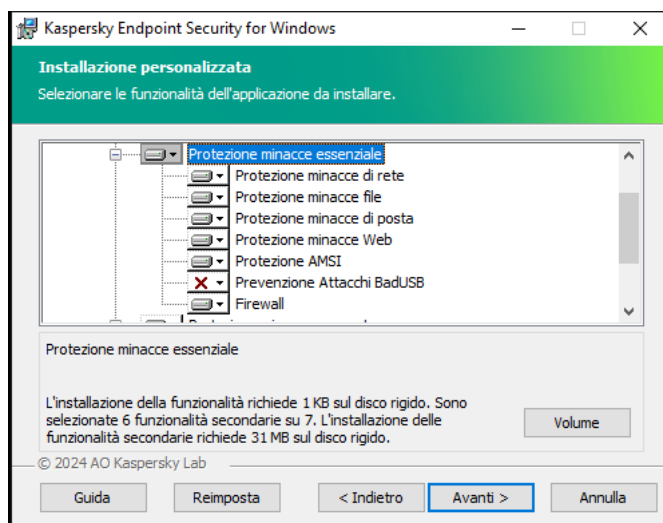 Kaspersky Endpoint Security for Windows
Installazione personalizzata
Selezionare le funzionalità dell'applicazione da installare.
Protezione minacce essenziale
Protezione minacce di rete
Protezione minacce file
Protezione minacce di posta
Protezione minacce Web
Protezione AMSI
Prevenzione Attacchi BadUSB
Firewall
Protezione minacce essenziale
L'installazione della funzionalità richiede 1 KB sul disco rigido. Sono
selezionate 6 funzionalità secondarie su 7. L'installazione delle
funzionalità secondarie richiede 31 MB sul disco rigido.
Volume
© 2024 AO Kaspersky Lab
Guida
Reimposta
< Indietro
Avanti >
Annulla